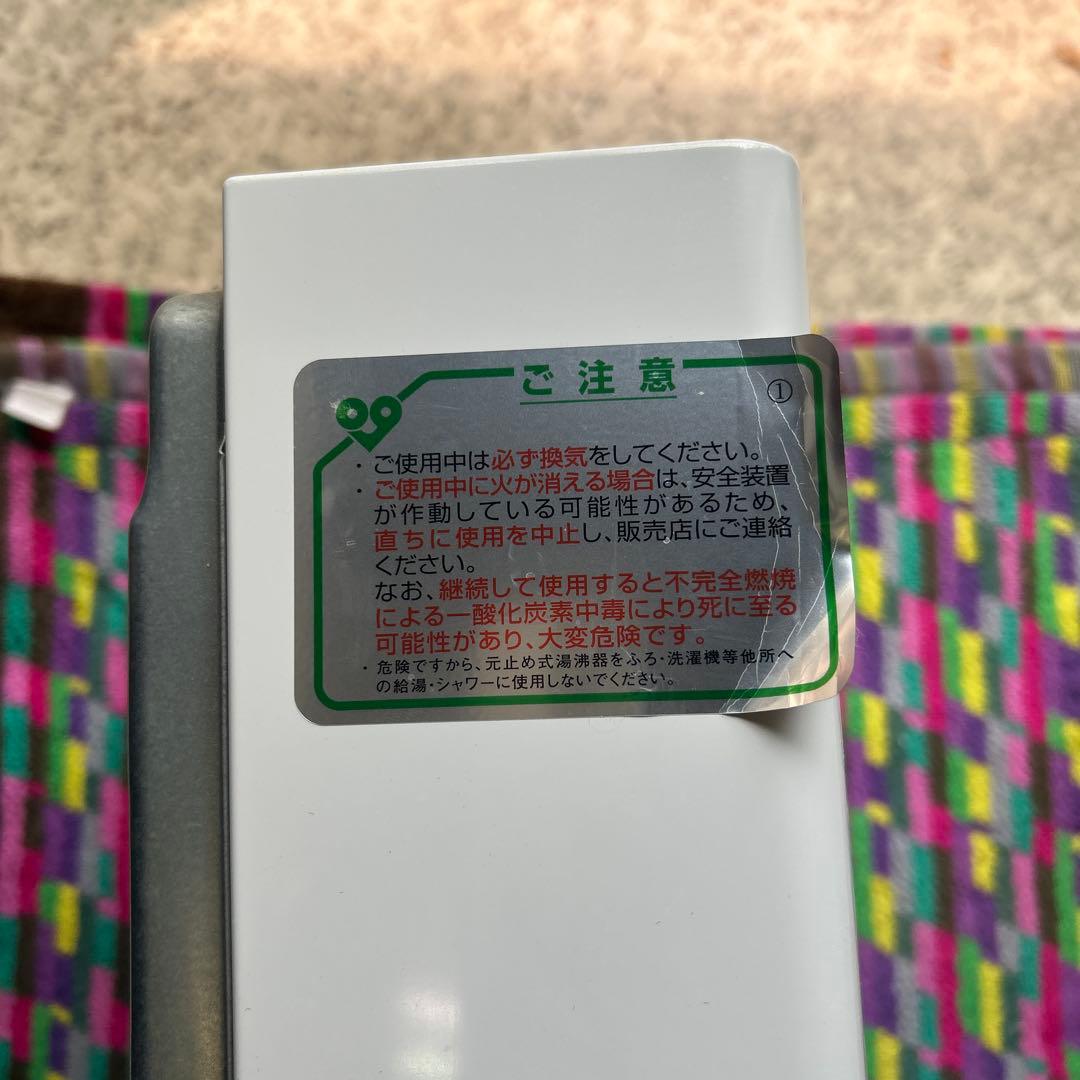 ご注意
①
・ご使用中は必ず換気をしてください。
・ご使用中に火が消える場合は、安全装置
が作動している可能性があるため、
直ちに使用を中止し、販売店にご連絡
ください。
なお、継続して使用すると不完全燃焼
による一酸化炭素中毒により死に至る
可能性があり、大変危険です。
・危険ですから、元止め式湯沸器をふろ・洗濯機等他所へ
の給湯・シャワーに使用しないでください。